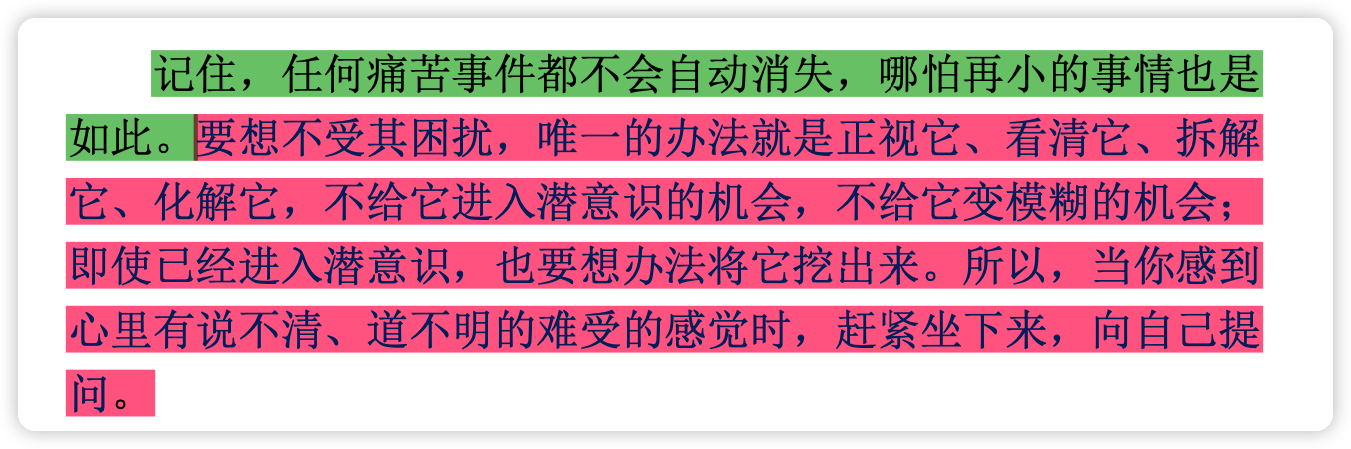 记住，任何痛苦事件都不会自动消失，哪怕再小的事情也是
如此。要想不受其困扰，唯一的办法就是正视它、看清它、拆解
它、化解它，不给它进入潜意识的机会，不给它变模糊的机会；
即使已经进入潜意识，也要想办法将它挖出来。所以，当你感到
心里有说不清、道不明的难受的感觉时，赶紧坐下来，向自己提
问。